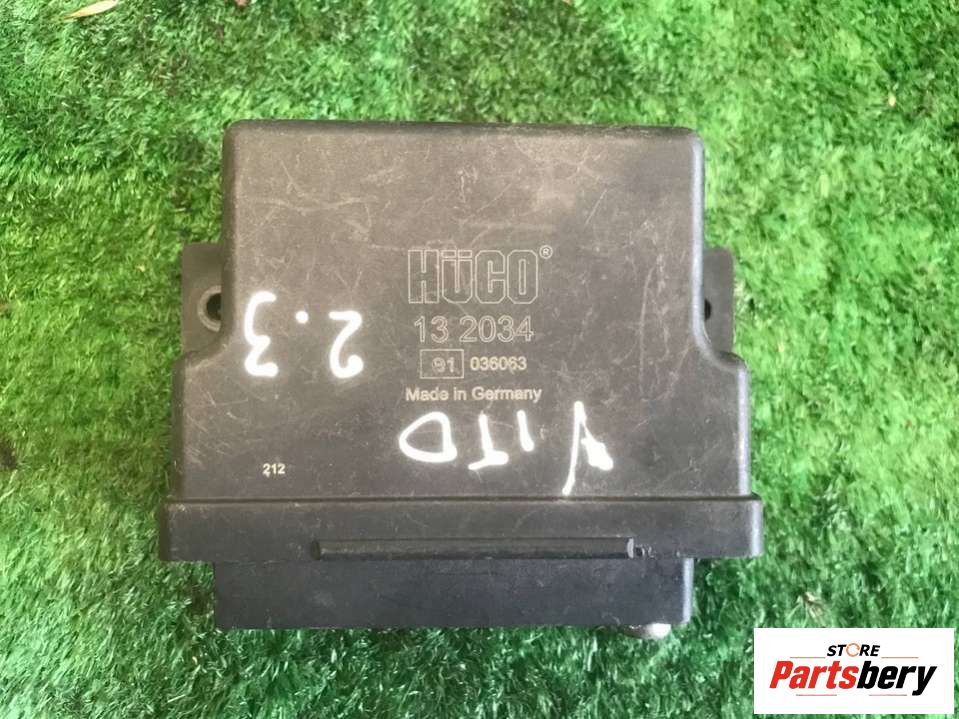 HÜCO®
13 2034
91 036063
Made in Germany
2.3
VITO
212
STORE
Partsbery